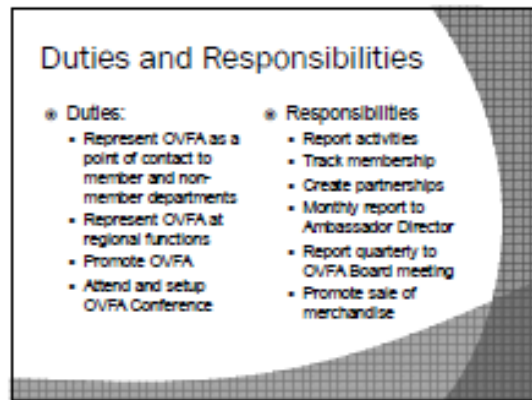 Duties and Responsibilities
Duties:
Represent OVFA as a
point of contact to
member and non-
member departments
Represent OVFA at
regional functions
Promote OVFA
Attend and setup
OVFA Conference
Responsibilities
Report activities
Track membership
Create partnerships
Monthly report to
Ambassador Director
Report quarterly to
OVFA Board meeting
Promote sale of
merchandise